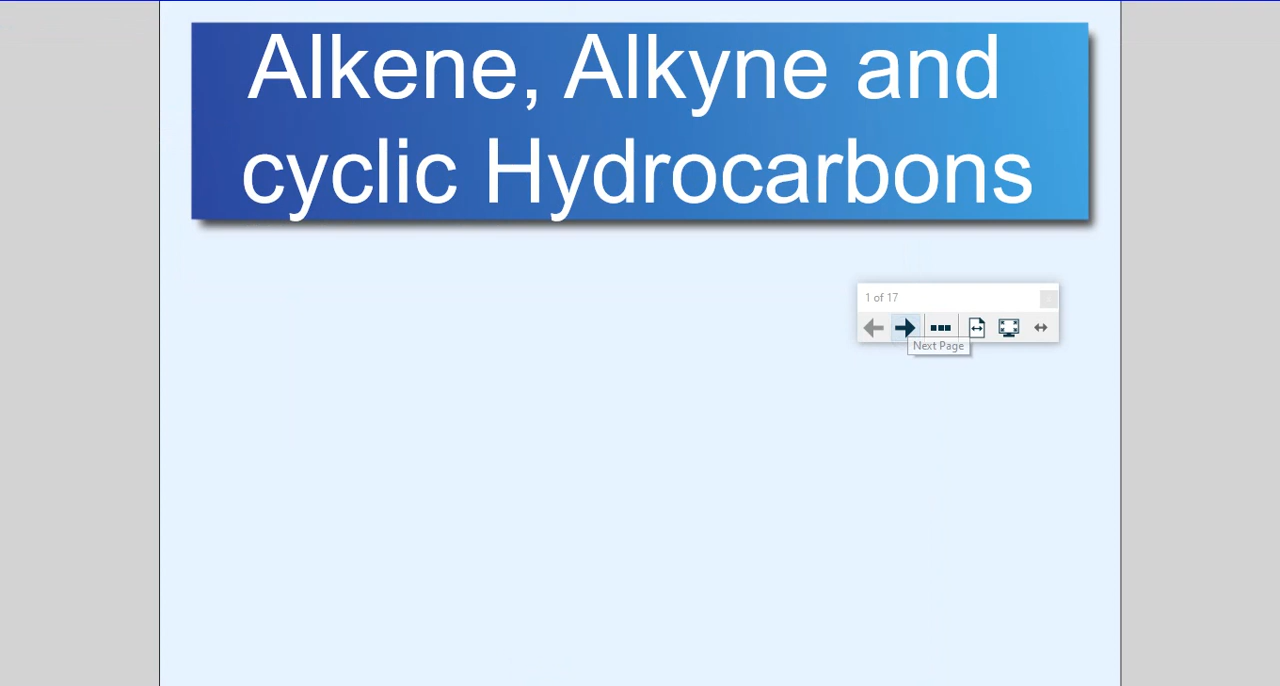 Alkene, Alkyne and
cyclic Hydrocarbons
1 of 17
Next Page